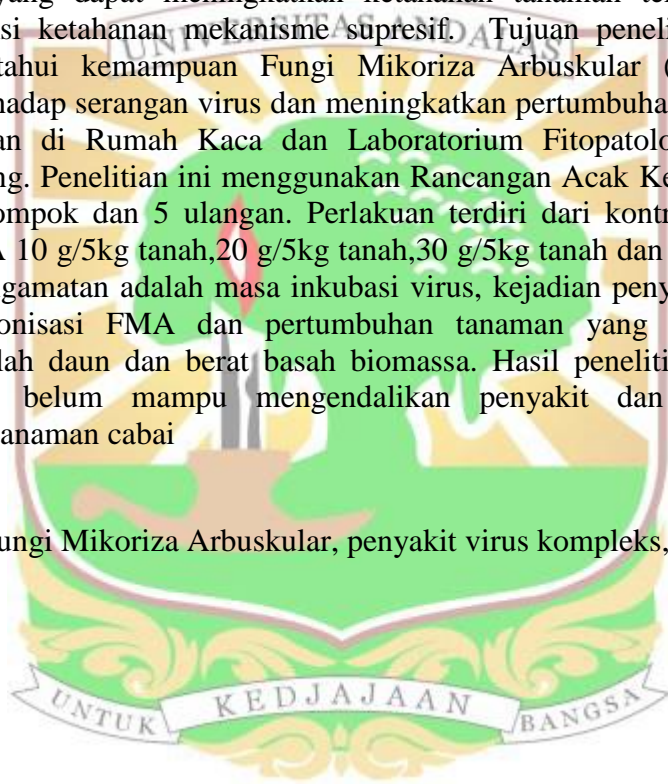 yang dapat meningkatkan ketahanan tanaman
si ketahanan mekanisme supresif. Tujuan
UNIVERSITAS ANDALAS
tahui kemampuan Fungi Mikoriza Arbuskular (
hadap serangan virus dan meningkatkan pertumbuha
an di Rumah Kaca dan Laboratorium Fitopatolo
ng. Penelitian ini menggunakan Rancangan Acak Ke
ompok dan 5 ulangan. Perlakuan terdiri dari kont
A 10 g/5kg tanah,20 g/5kg tanah,30 g/5kg tanah dan
ngamatan adalah masa inkubasi virus, kejadian peny
onisasi FMA dan pertumbuhan tanaman yang
lah daun dan berat basah biomassa. Hasil peneliti
belum mampu mengendalikan penyakit dan
anaman cabai
ungi Mikoriza Arbuskular, penyakit virus kompleks,
UNTUK KEDJAJAAN BANGSA